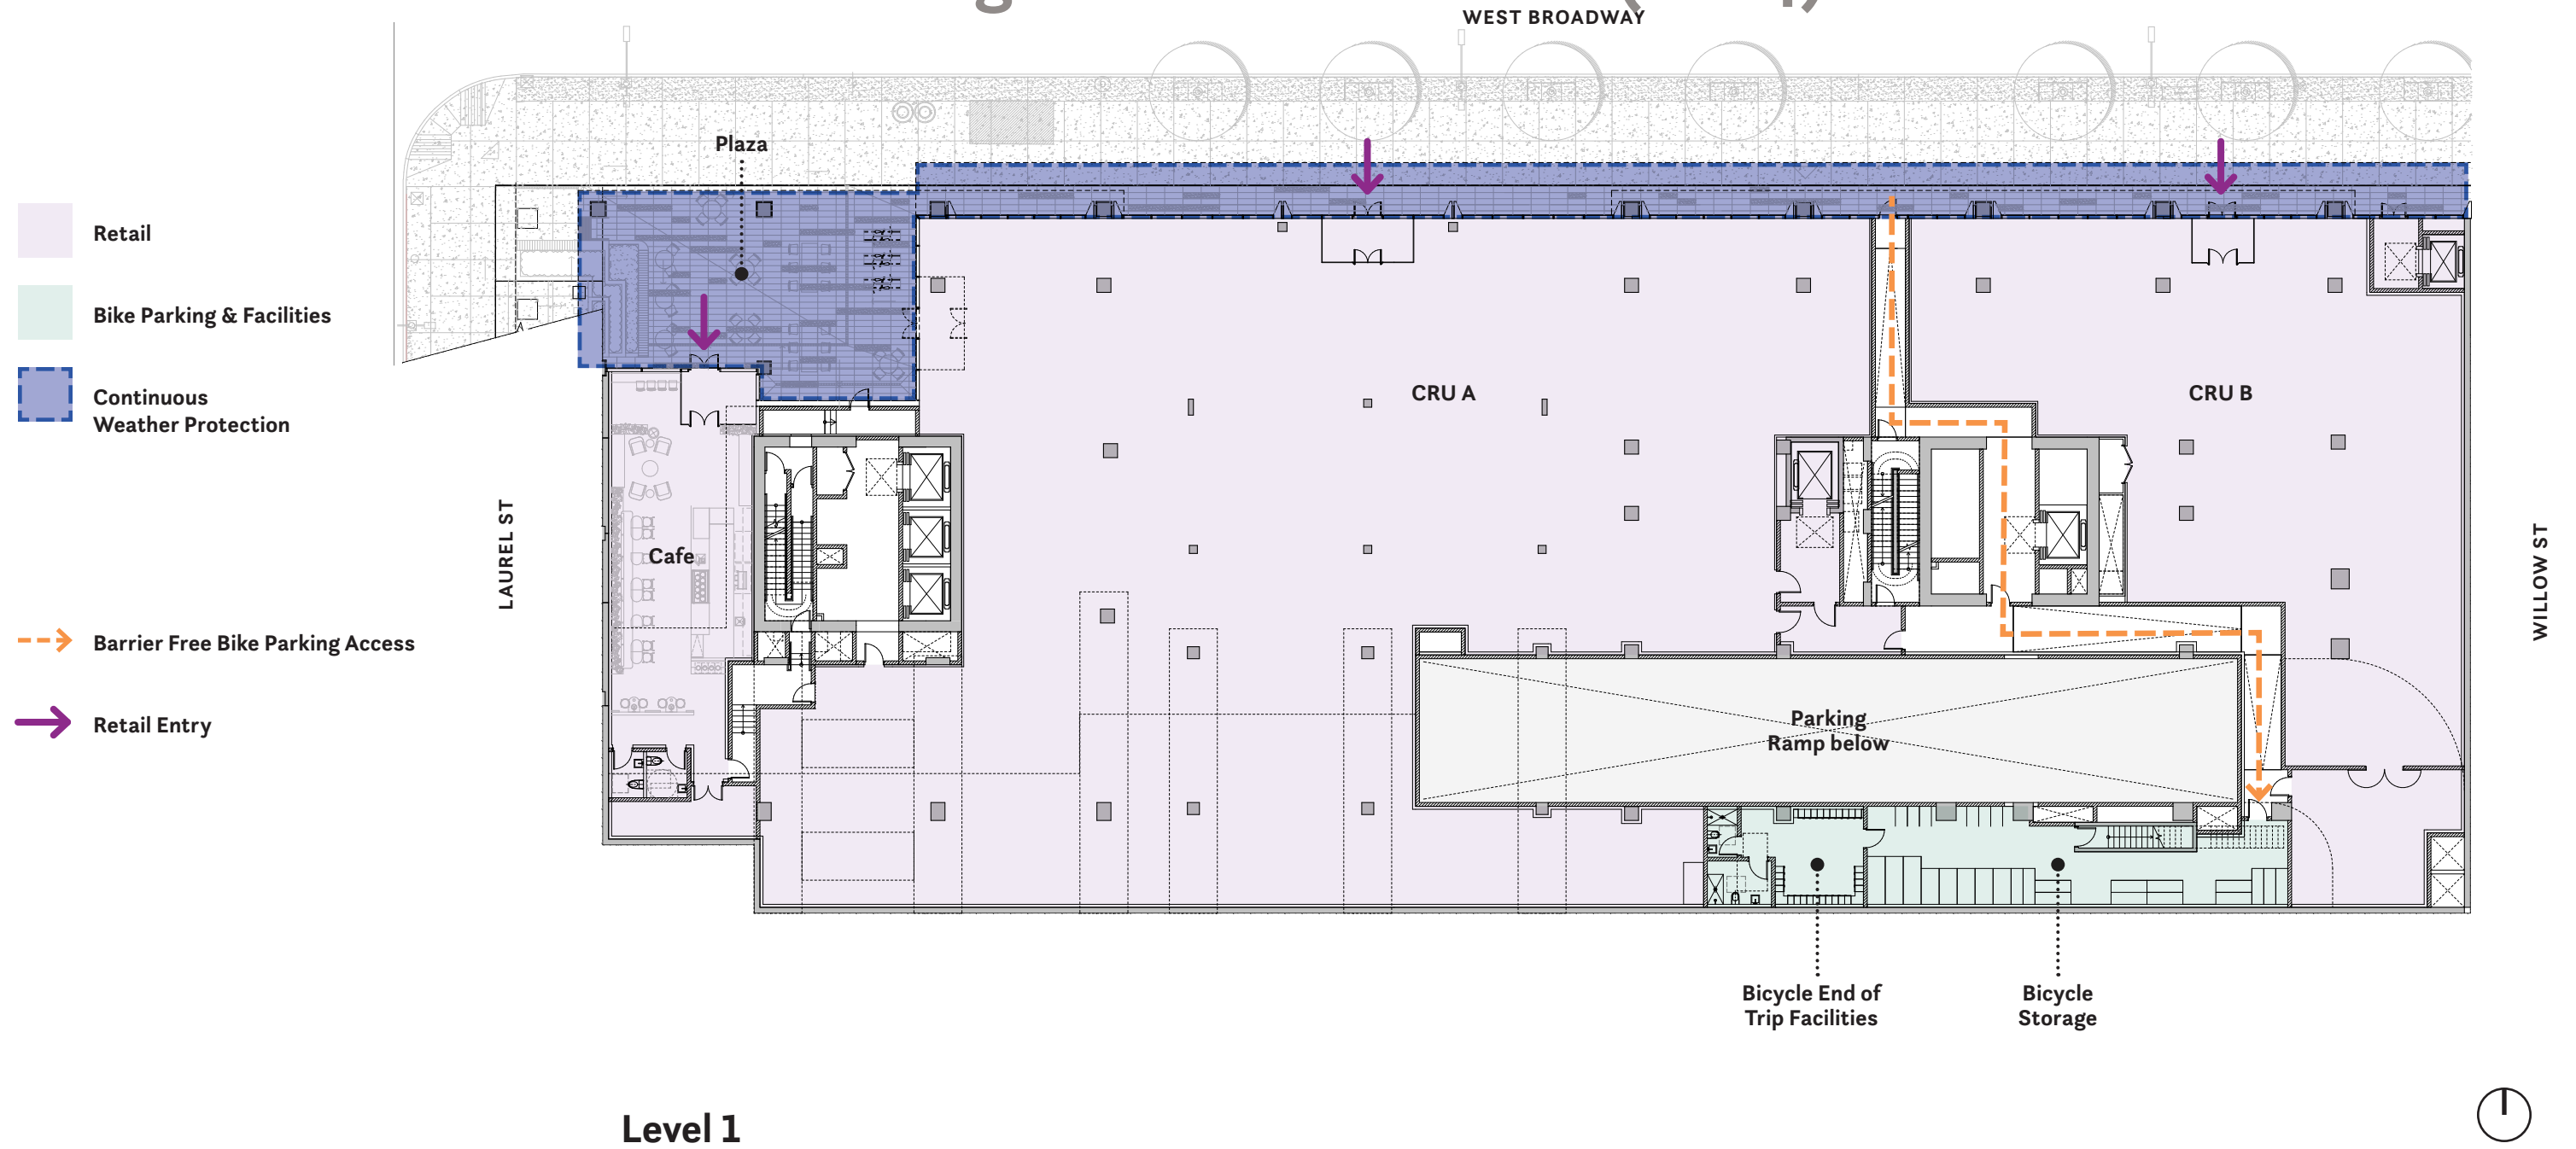 WEST BROADWAY
Plaza
Retail
Bike Parking & Facilities
Continuous
Weather Protection
CRU A
CRU B
LAUREL ST
Cafe
WILLOW ST
Barrier Free Bike Parking Access
Retail Entry
Parking
Ramp below
Bicycle End of
Trip Facilities
Bicycle
Storage
Level 1